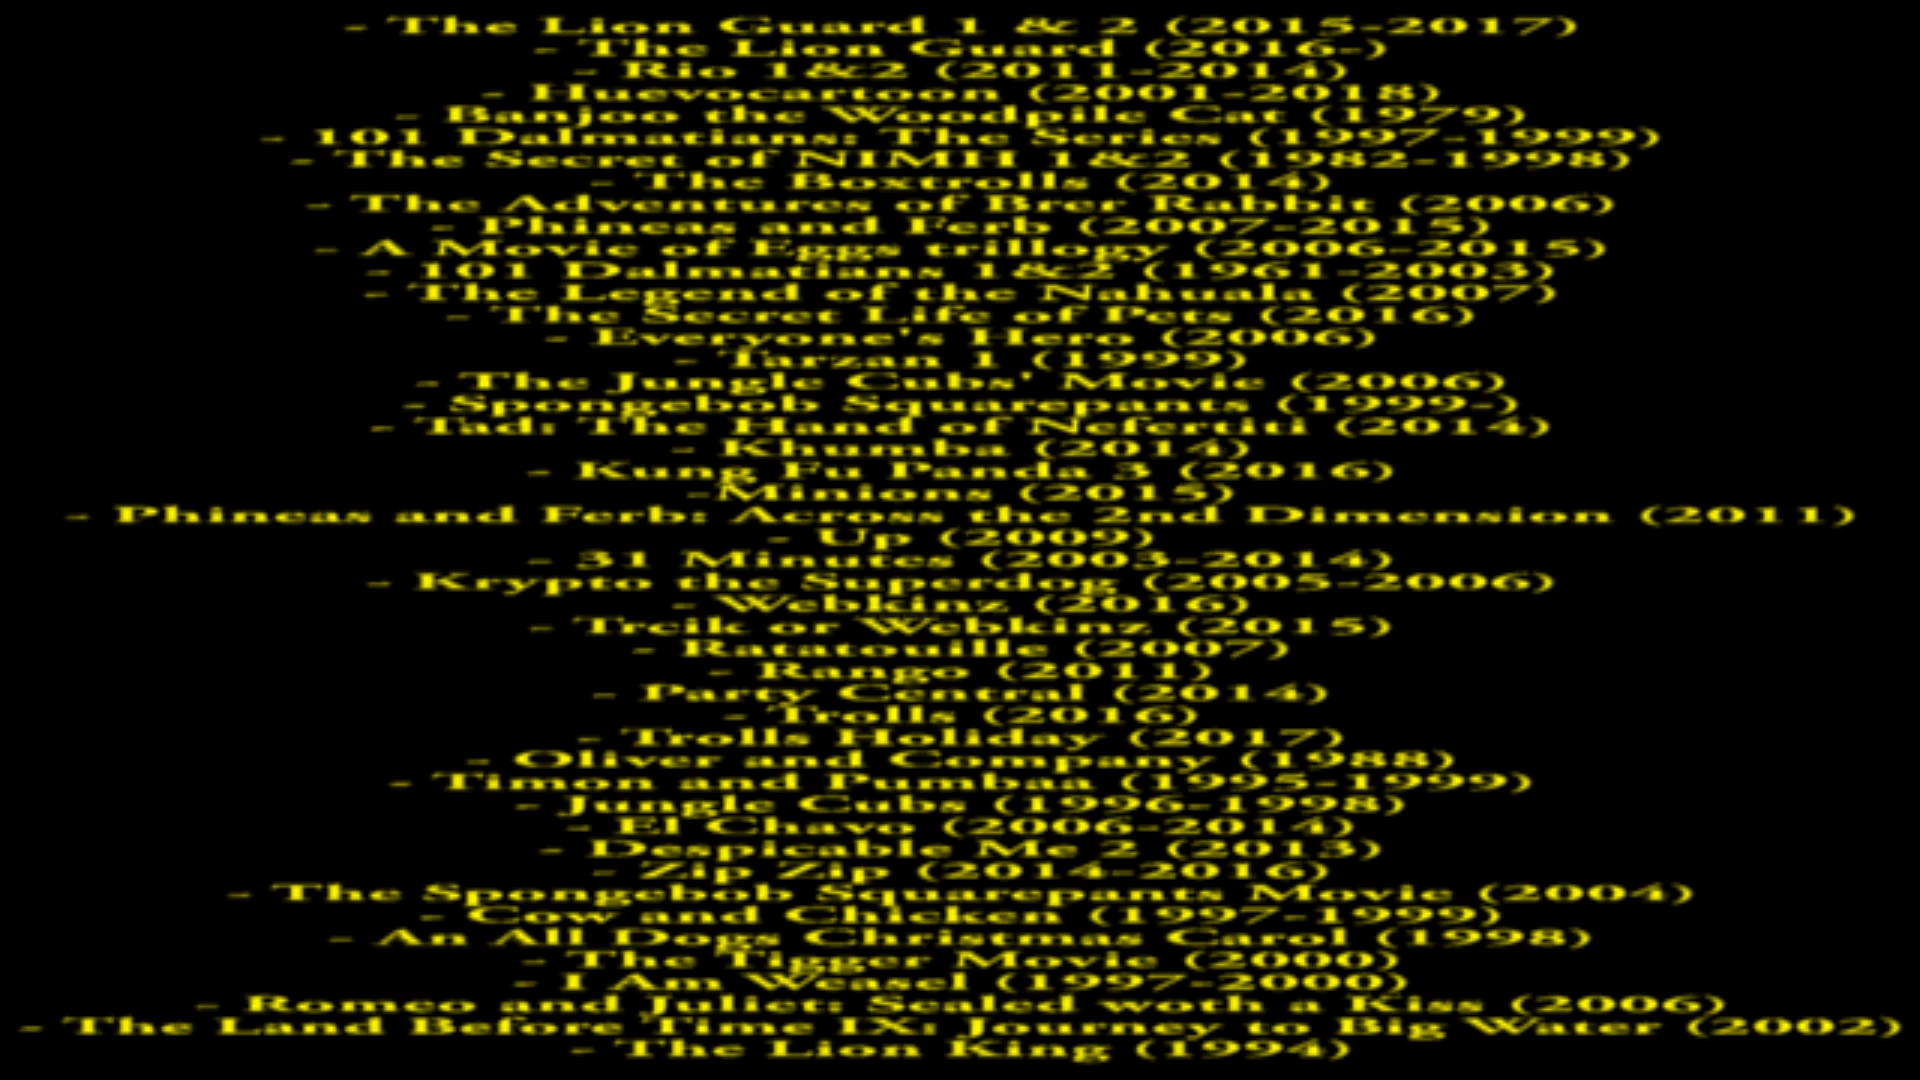 - The Lion Guard 1 & 2 (2015-2017)
- The Lion Guard (2016-)
- Rio 1&2 (2011-2014)
- Huevocartoon (2001-2018)
- Banjoo the Woodpile Cat (1979)
- 101 Dalmatians: The Series (1997-1999)
- The Secret of NIMH 1&2 (1982-1998)
- The Boxtrolls (2014)
- The Adventures of Brer Rabbit (2006)
- Phineas and Ferb (2007-2015)
- A Movie of Eggs trillogy (2006-2015)
- 101 Dalmatians 1&2 (1961-2003)
- The Legend of the Nahuala (2007)
- The Secret Life of Pets (2016)
- Everyone's Hero (2006)
- Tarzan 1 (1999)
- The Jungle Cubs' Movie (2006)
- Spongebob Squarepants (1999-)
- Tad: The Hand of Nefertiti (2014)
- Khumba (2014)
- Kung Fu Panda 3 (2016)
-Minions (2015)
- Phineas and Ferb: Across the 2nd Dimension (2011)
- Up (2009)
- 31 Minutes (2003-2014)
- Krypto the Superdog (2005-2006)
- Webkinz (2016)
- Treik or Webkinz (2015)
- Ratatouille (2007)
- Rango (2011)
- Party Central (2014)
- Trolls (2016)
- Trolls Holiday (2017)
- Oliver and Company (1988)
- Timon and Pumbaa (1995-1999)
- Jungle Cubs (1996-1998)
- El Chavo (2006-2014)
- Despicable Me 2 (2013)
- Zip Zip (2014-2016)
- The Spongebob Squarepants Movie (2004)
- Cow and Chicken (1997-1999)
- An All Dogs Christmas Carol (1998)
- The Tigger Movie (2000)
- I Am Weasel (1997-2000)
- Romeo and Juliet: Sealed woth a Kiss (2006)
- The Land Before Time IX: Journey to Big Water (2002)
- The Lion King (1994)